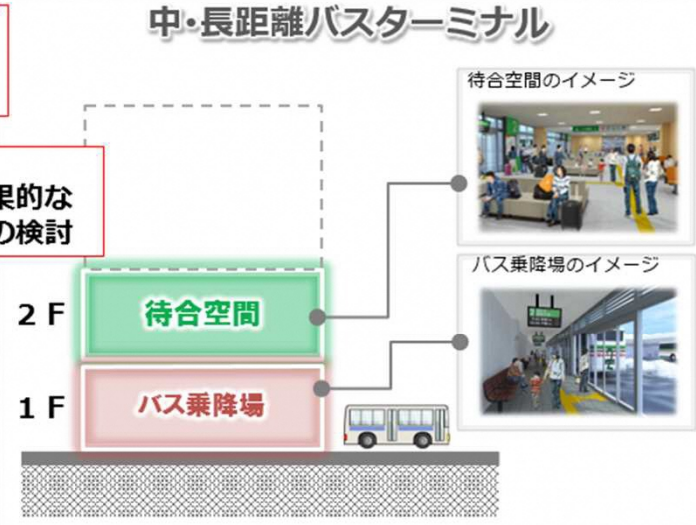 中・長距離バスターミナル
待合空間のイメージ
果的な
の検討
バス乗降場のイメージ
2F
待合空間
1F
バス乗降場